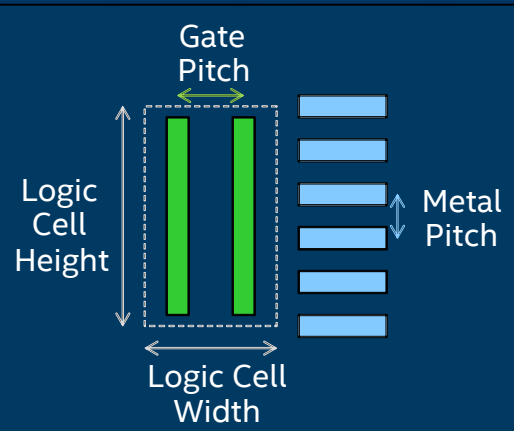 Gate
Pitch
Logic
Cell
Height
Metal
Pitch
Logic Cell
Width